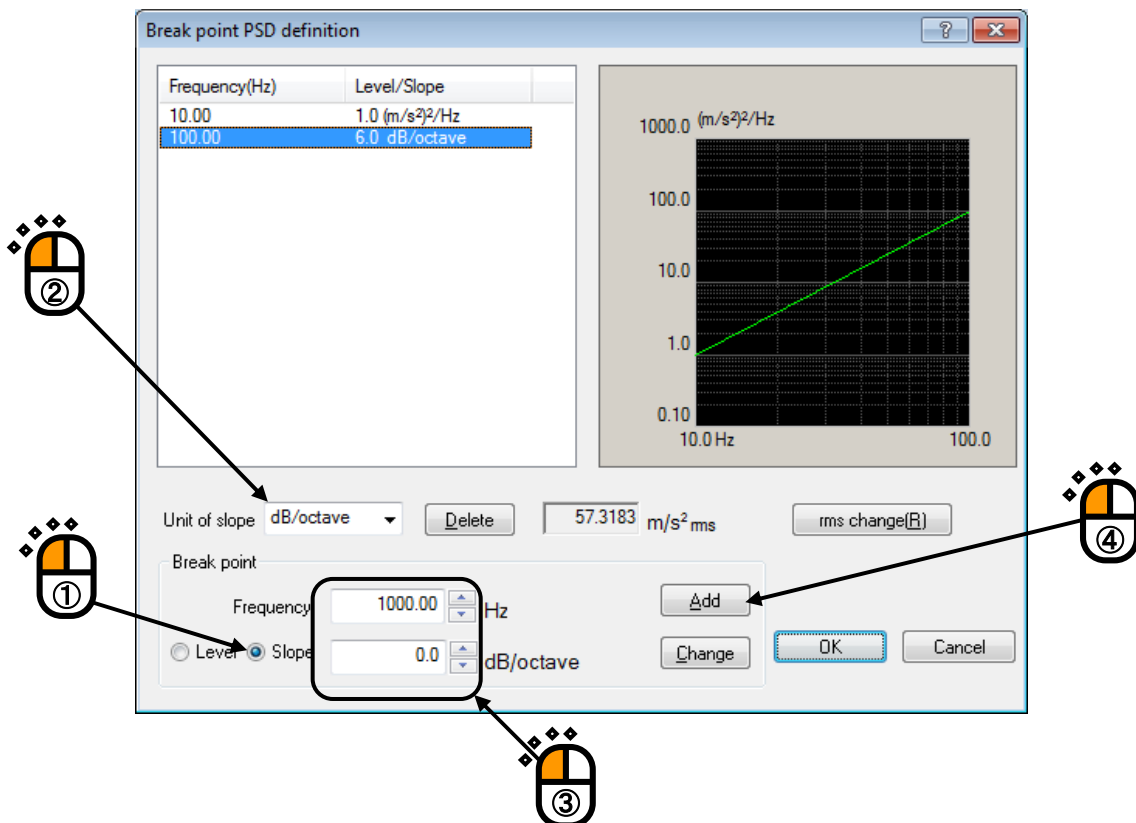 Break point PSD definition
Frequency(Hz) Level/Slope
10.00 1.0 (m/s²)²/Hz
100.00 6.0 dB/octave
1000.0 (m/s²)²/Hz
100.0
10.0
1.0
0.10
10.0 Hz 100.0
②
Unit of slope dB/octave Delete 57.3183 m/s² rms rms change(R)
④
①
Break point
Frequency 1000.00 Hz Add
Level Slope 0.0 dB/octave Change OK Cancel
③